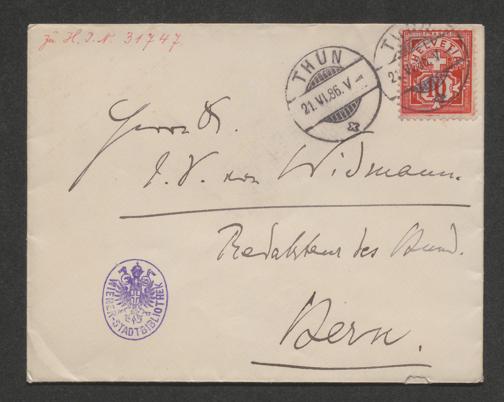 zu H. I. N. 31747
THUN
21.VI.86.V
HELVETIA
10
Herrn Dr.
J. V. von Widmann.
Redakteur des Bund.
Bern.
WIENER-STADTBIBLIOTHEK